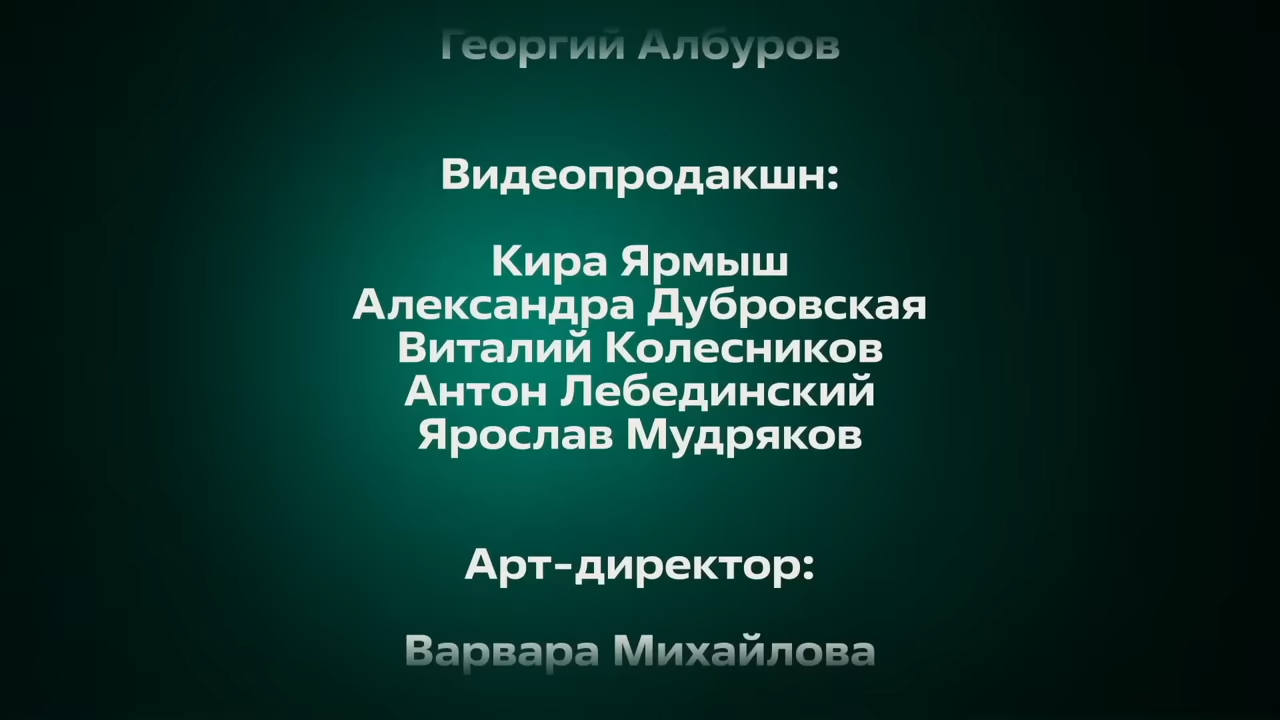 Георгий Албуров
Видеопродакшн:
Кира Ярмыш
Александра Дубровская
Виталий Колесников
Антон Лебединский
Ярослав Мудряков
Арт-директор:
Варвара Михайлова